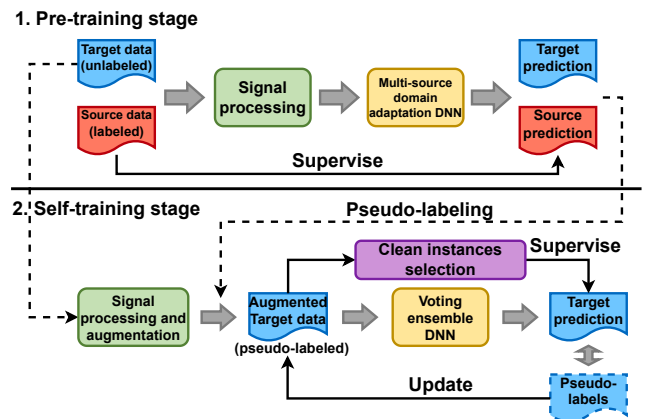 1. Pre-training stage
Target data
(unlabeled)
Signal
processing
Multi-source
domain
adaptation DNN
Target
prediction
Source data
(labeled)
Source
prediction
Supervise
2. Self-training stage
Pseudo-labeling
Clean instances
selection
Supervise
Signal
processing and
augmentation
Augmented
Target data
(pseudo-labeled)
Voting
ensemble
DNN
Target
prediction
Update
Pseudo-
labels